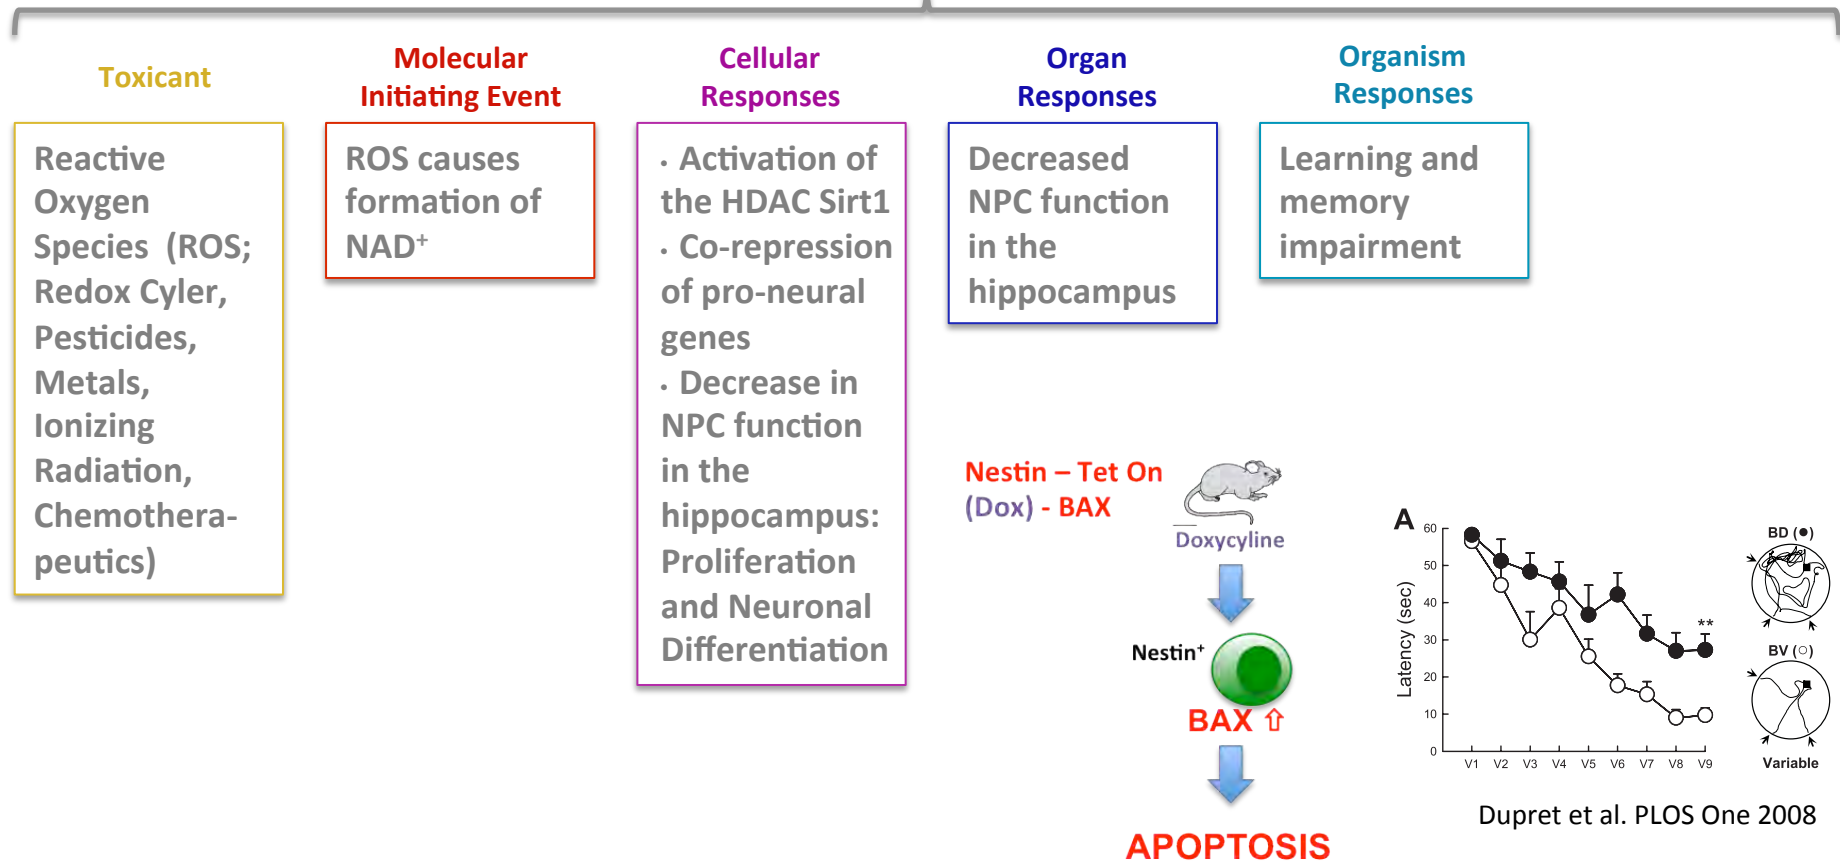 Toxicant
Reactive
Oxygen
Species (ROS;
Redox Cyler,
Pesticides,
Metals,
Ionizing
Radiation,
Chemothera-
peutics)
Molecular
Initiating Event
ROS causes
formation of
NAD⁺
Cellular
Responses
· Activation of
the HDAC Sirt1
· Co-repression
of pro-neural
genes
· Decrease in
NPC function
in the
hippocampus:
Proliferation
and Neuronal
Differentiation
Organ
Responses
Decreased
NPC function
in the
hippocampus
Organism
Responses
Learning and
memory
impairment
Nestin – Tet On
(Dox) - BAX
Doxycyline
Nestin⁺
BAX ⇧
APOPTOSIS
A
Latency (sec)
60
50
40
30
20
10
0
V1 V2 V3 V4 V5 V6 V7 V8 V9
**
BD (●)
BV (○)
Variable
Dupret et al. PLOS One 2008